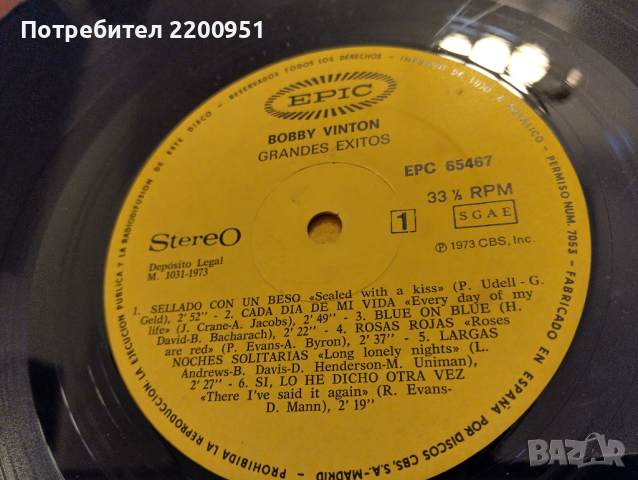 Потребител 2200951
RESERVADOS TODOS LOS DERECHOS
DE ESTE DISCO
PERMISO NUM. 7053 - FABRICADO EN ESPAÑA POR DISCOS CBS, S.A.-MADRID
PROHIBIDA LA REPRODUCCION, LA EJECUCION PUBLICA Y LA RADIODIFUSION
EPIC
BOBBY VINTON
GRANDES EXITOS
EPC 65467
33 ⅓ RPM
1
SGAE
StereO
Depósito Legal
M. 1031-1973
℗ 1973 CBS, Inc.
1. SELLADO CON UN BESO «Sealed with a kiss» (P. Udell - G.
Geld), 2' 52" - 2. CADA DIA DE MI VIDA «Every day of my
life» (J. Crane-A. Jacobs), 2' 49" - 3. BLUE ON BLUE (H.
David-B. Bacharach), 2' 22" - 4. ROSAS ROJAS «Roses
are red» (P. Evans-A. Byron), 2' 37" - 5. LARGAS
NOCHES SOLITARIAS «Long lonely nights» (L.
Andrews-B. Davis-D. Henderson-M. Uniman),
2' 27" - 6. SI, LO HE DICHO OTRA VEZ
«There I've said it again» (R. Evans-
D. Mann), 2' 19"
BAZAR